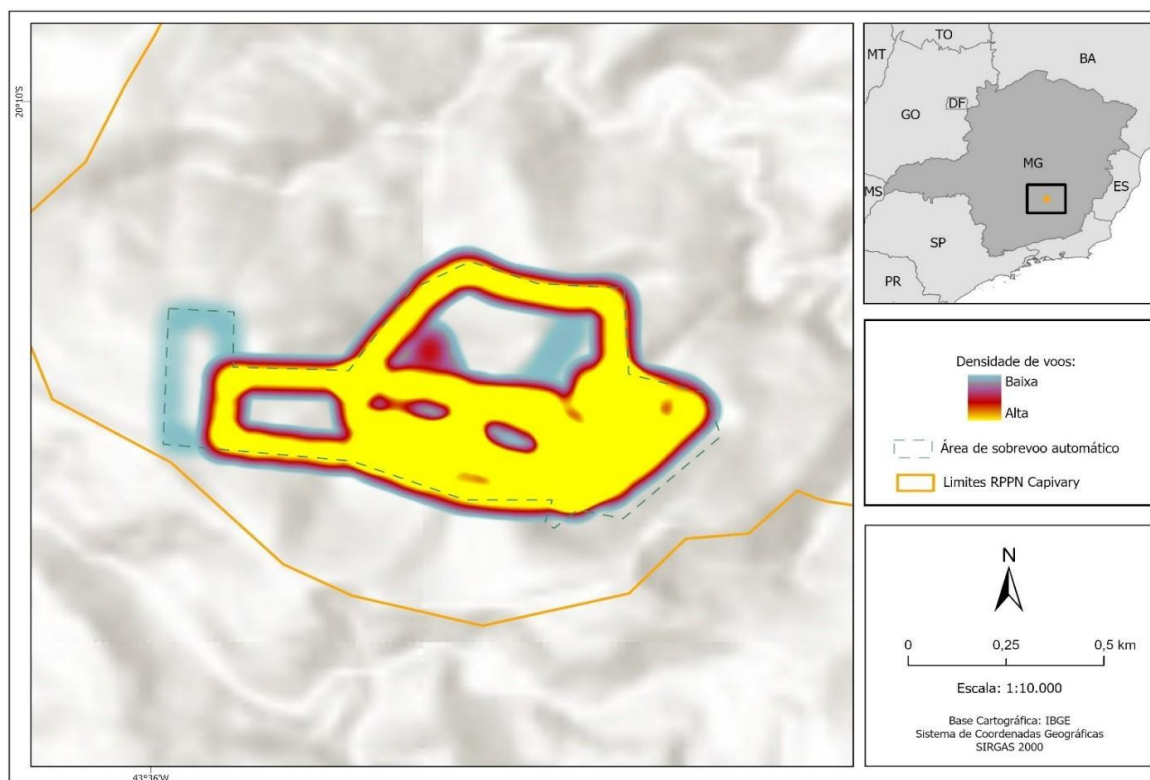 20°10'S
43°36'W
TO
MT
BA
GO
DF
MG
MS
ES
SP
PR
Densidade de voos:
Baixa
Alta
Área de sobrevoo automático
Limites RPPN Capivary
N
0 0,25 0,5 km
Escala: 1:10.000
Base Cartográfica: IBGE
Sistema de Coordenadas Geográficas
SIRGAS 2000